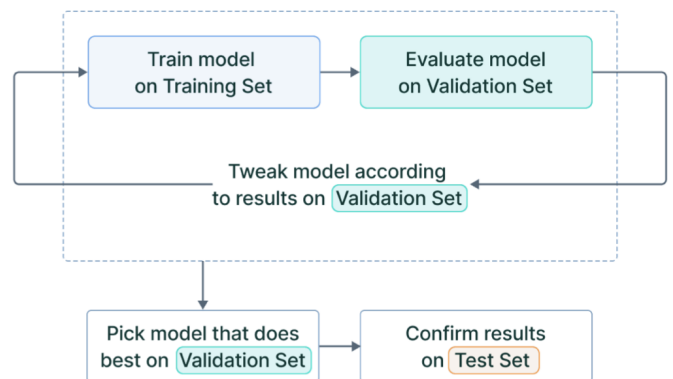 Train model
on Training Set
Evaluate model
on Validation Set
Tweak model according
to results on Validation Set
Pick model that does
best on Validation Set
Confirm results
on Test Set